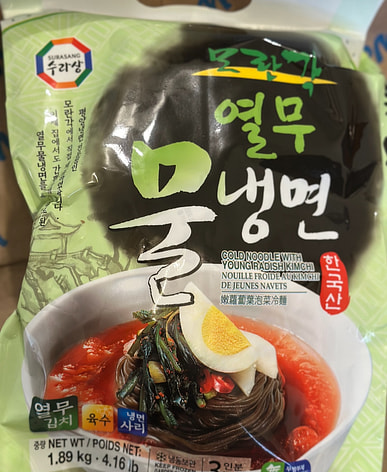 SURASANG
수라상
모란각
열무
물냉면
COLD NOODLE WITH
YOUNG RADISH KIMCHI
NOUILLE FROIDE AU KIMCHI
DE JEUNES NAVETS
嫩蘿蔔葉泡菜冷麵
한국산
열무
김치
육수
냉면
사리
중량 NET WT / POIDS NET:
1.89 kg - 4.16 lb
3인분